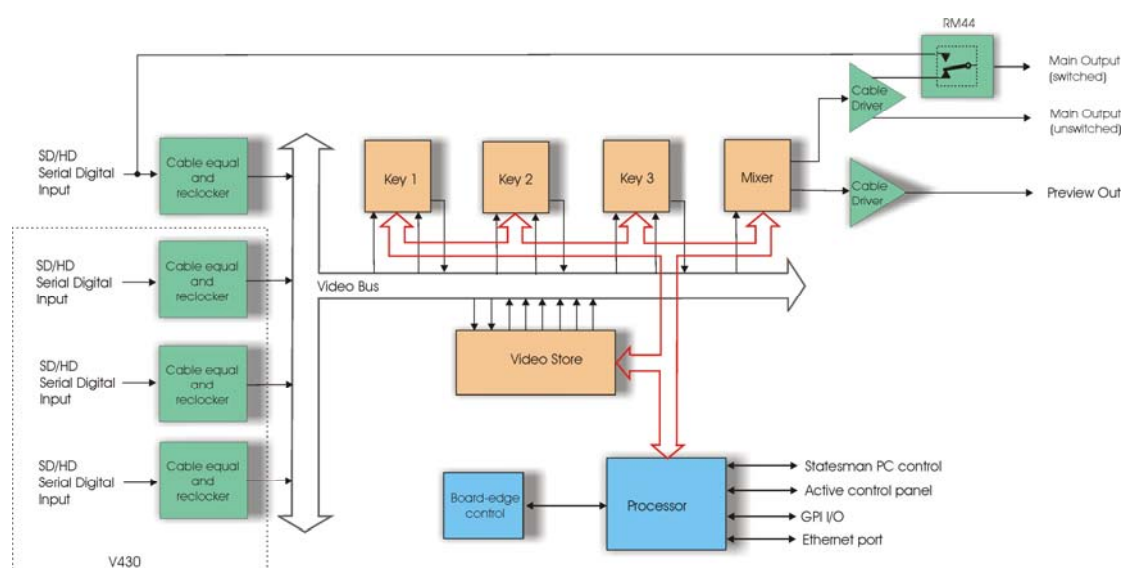 RM44
Main Output
(switched)
Cable
Driver
Main Output
(unswitched)
SD/HD
Serial Digital
Input
Cable equal
and
reclocker
Key 1
Key 2
Key 3
Mixer
Cable
Driver
Preview Out
SD/HD
Serial Digital
Input
Cable equal
and
reclocker
Video Bus
SD/HD
Serial Digital
Input
Cable equal
and
reclocker
Video Store
SD/HD
Serial Digital
Input
Cable equal
and
reclocker
Board-edge
control
Processor
Statesman PC control
Active control panel
GPI I/O
Ethernet port
V430